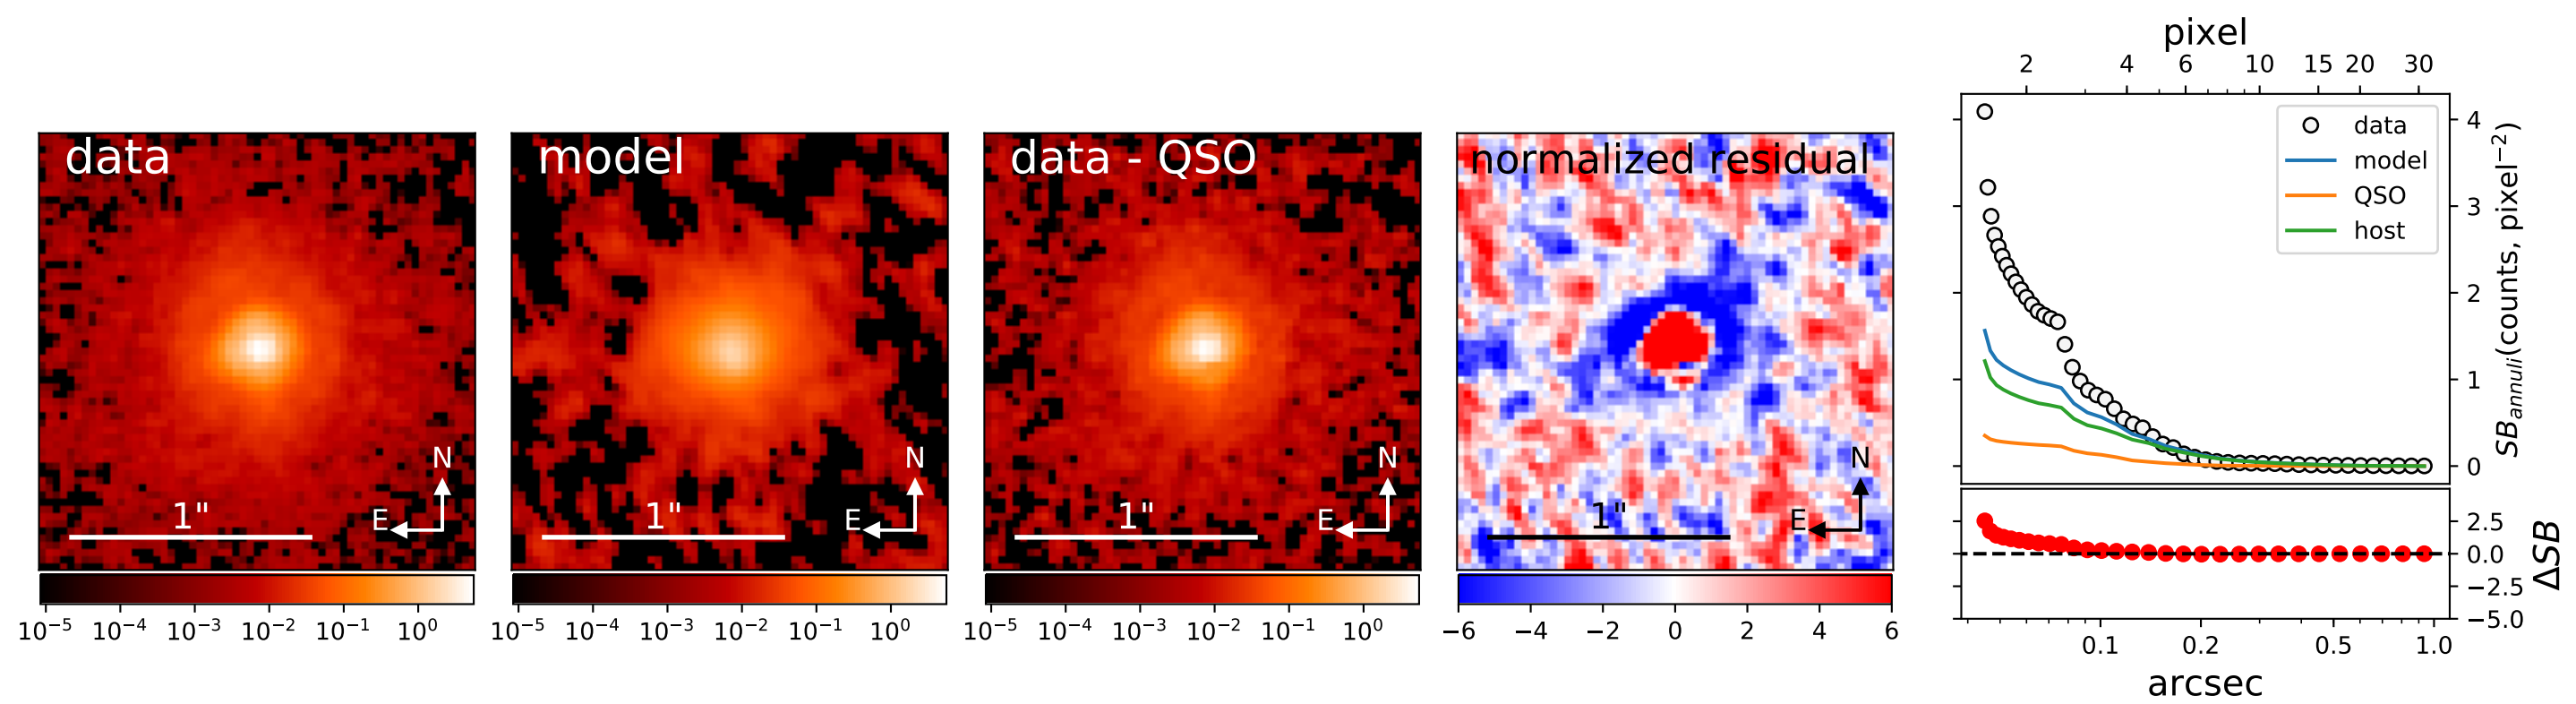 data
N
E
1"
10⁻⁵ 10⁻⁴ 10⁻³ 10⁻² 10⁻¹ 10⁰
model
N
E
1"
10⁻⁵ 10⁻⁴ 10⁻³ 10⁻² 10⁻¹ 10⁰
data - QSO
N
E
1"
10⁻⁵ 10⁻⁴ 10⁻³ 10⁻² 10⁻¹ 10⁰
normalized residual
N
E
1"
−6 −4 −2 0 2 4 6
pixel
2 4 6 10 15 20 30
data
model
QSO
host
4
3
2
1
0
SB_annuli(counts, pixel⁻²)
2.5
0.0
−2.5
−5.0
ΔSB
0.1 0.2 0.5 1.0
arcsec